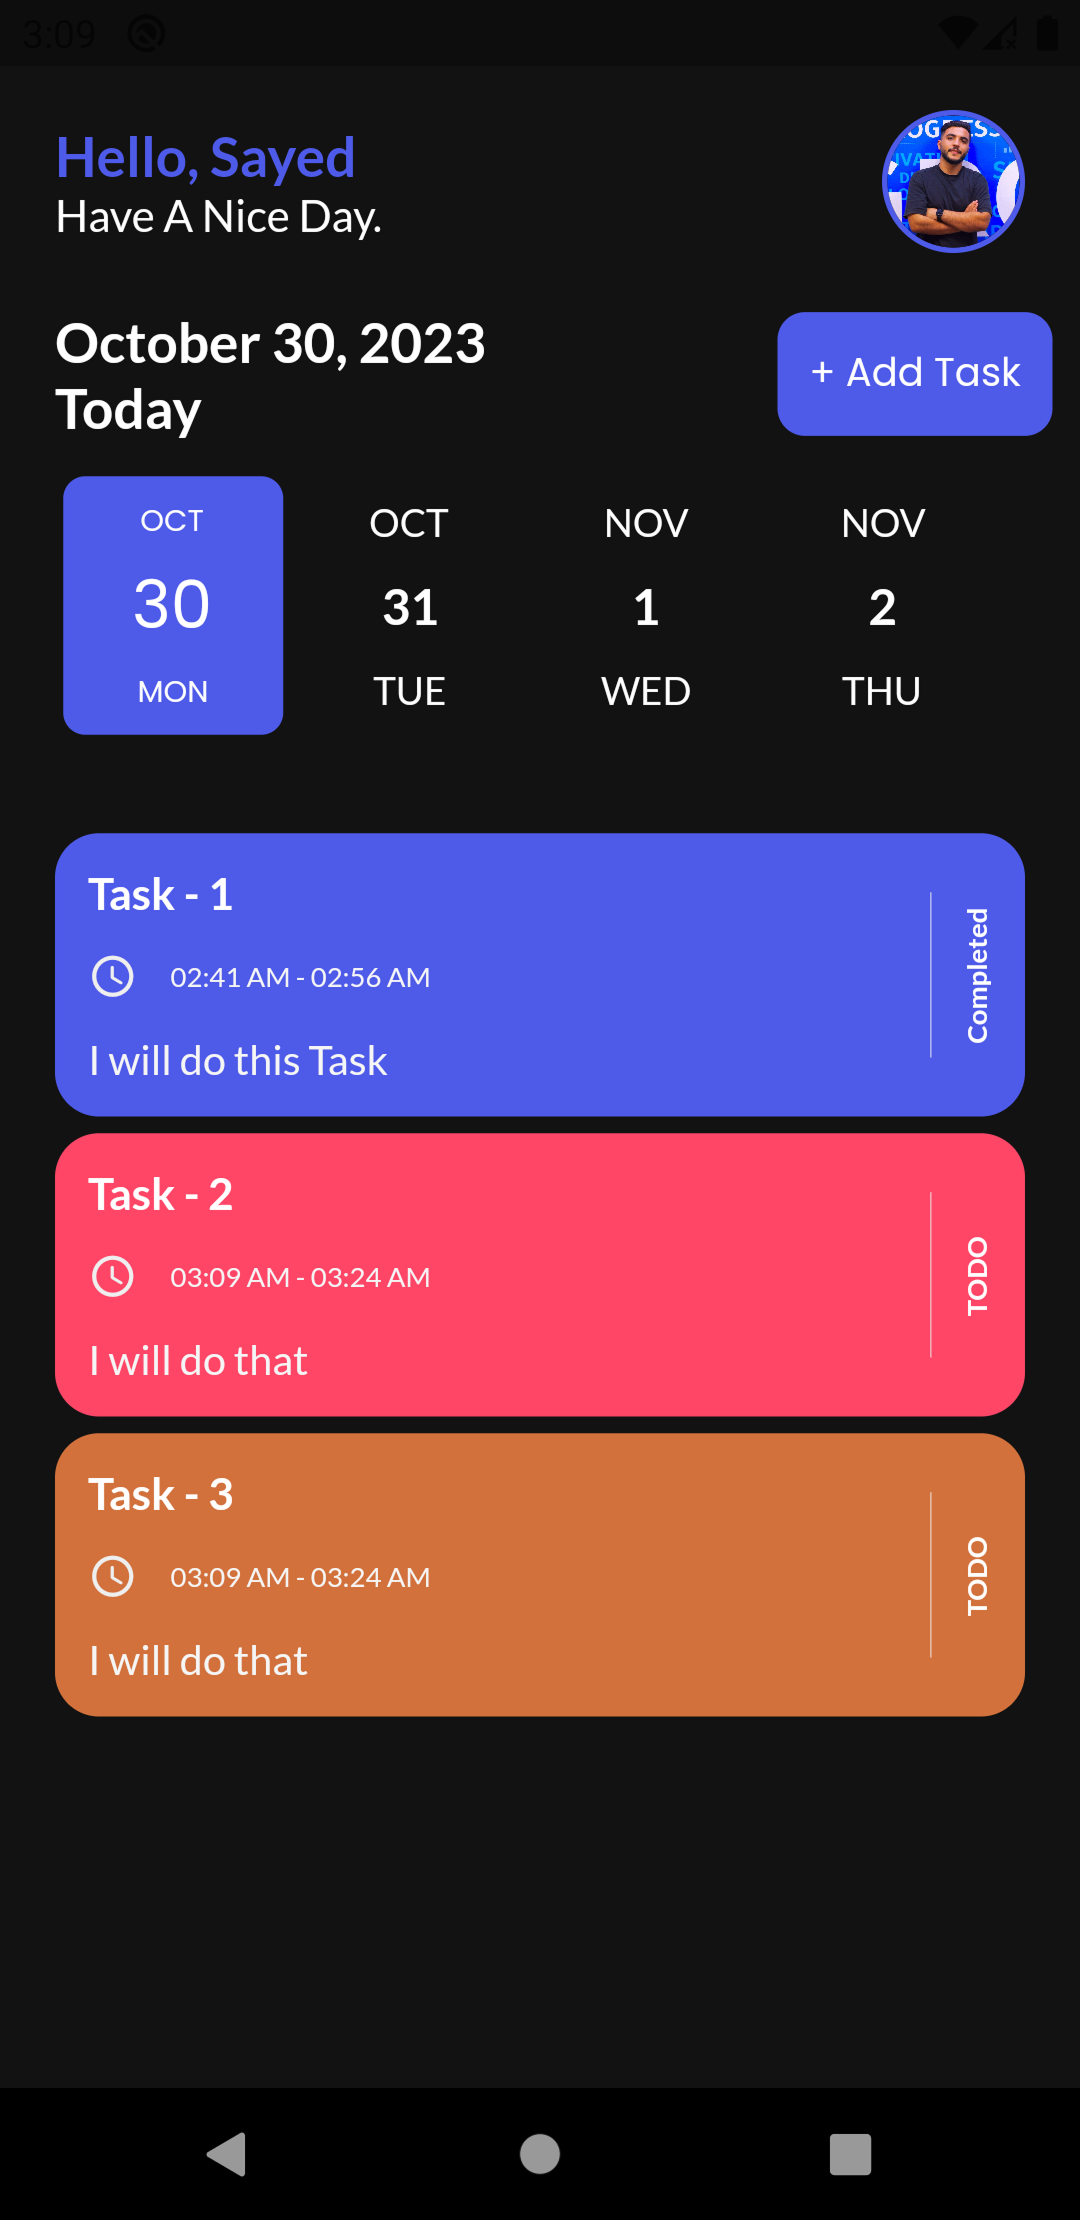 3:09
Hello, Sayed
Have A Nice Day.
October 30, 2023
Today
+ Add Task
OCT
30
MON
OCT
31
TUE
NOV
1
WED
NOV
2
THU
Task - 1
02:41 AM - 02:56 AM
I will do this Task
Completed
Task - 2
03:09 AM - 03:24 AM
I will do that
TODO
Task - 3
03:09 AM - 03:24 AM
I will do that
TODO